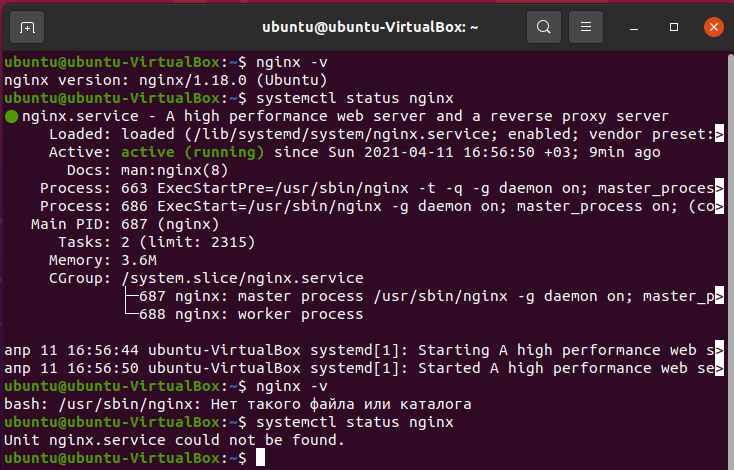 ubuntu@ubuntu-VirtualBox: ~
ubuntu@ubuntu-VirtualBox:~$ nginx -v
nginx version: nginx/1.18.0 (Ubuntu)
ubuntu@ubuntu-VirtualBox:~$ systemctl status nginx
● nginx.service - A high performance web server and a reverse proxy server
     Loaded: loaded (/lib/systemd/system/nginx.service; enabled; vendor preset:>
     Active: active (running) since Sun 2021-04-11 16:56:50 +03; 9min ago
       Docs: man:nginx(8)
    Process: 663 ExecStartPre=/usr/sbin/nginx -t -q -g daemon on; master_proces>
    Process: 686 ExecStart=/usr/sbin/nginx -g daemon on; master_process on; (co>
   Main PID: 687 (nginx)
      Tasks: 2 (limit: 2315)
     Memory: 3.6M
     CGroup: /system.slice/nginx.service
             ├─687 nginx: master process /usr/sbin/nginx -g daemon on; master_p>
             └─688 nginx: worker process
апр 11 16:56:44 ubuntu-VirtualBox systemd[1]: Starting A high performance web s>
апр 11 16:56:50 ubuntu-VirtualBox systemd[1]: Started A high performance web se>
ubuntu@ubuntu-VirtualBox:~$ nginx -v
bash: /usr/sbin/nginx: Нет такого файла или каталога
ubuntu@ubuntu-VirtualBox:~$ systemctl status nginx
Unit nginx.service could not be found.
ubuntu@ubuntu-VirtualBox:~$